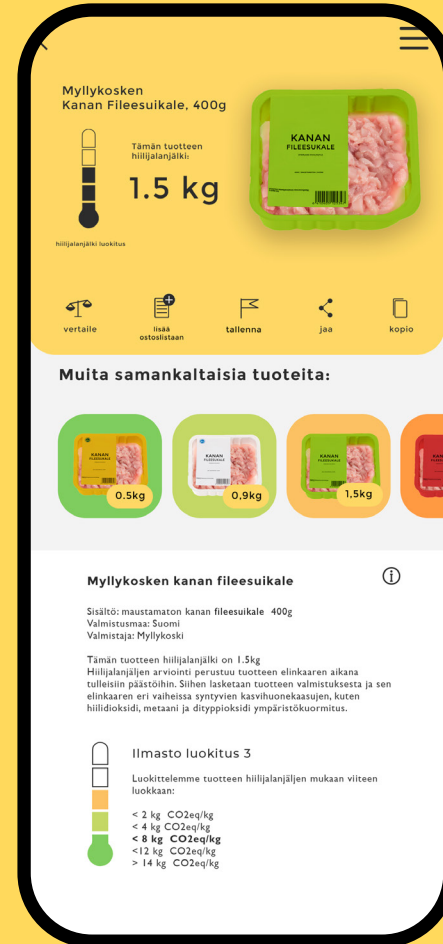 Myllykosken
Kanan Fileesuikale, 400g
Tämän tuotteen
hiilijalanjälki:
1.5 kg
hiilijalanjälki luokitus
KANAN
FILEESUKALE
vertaile
lisää
ostoslistaan
tallenna
jaa
kopio
Muita samankaltaisia tuoteita:
KANAN
FILEESUKALE
0.5kg
KANAN
FILEESUKALE
0,9kg
KANAN
FILEESUKALE
1,5kg
Myllykosken kanan fileesuikale
Sisältö: maustamaton kanan fileesuikale 400g
Valmistusmaa: Suomi
Valmistaja: Myllykoski
Tämän tuotteen hiilijalanjälki on 1.5kg
Hiilijalanjäljen arviointi perustuu tuotteen elinkaaren aikana
tulleisiin päästöihin. Siihen lasketaan tuotteen valmistuksesta ja sen
elinkaaren eri vaiheissa syntyvien kasvihuonekaasujen, kuten
hiilidioksidi, metaani ja dityppioksidi ympäristökuormitus.
Ilmasto luokitus 3
Luokittelemme tuotteen hiilijalanjäljen mukaan viiteen
luokkaan:
< 2 kg CO2eq/kg
< 4 kg CO2eq/kg
< 8 kg CO2eq/kg
<12 kg CO2eq/kg
> 14 kg CO2eq/kg